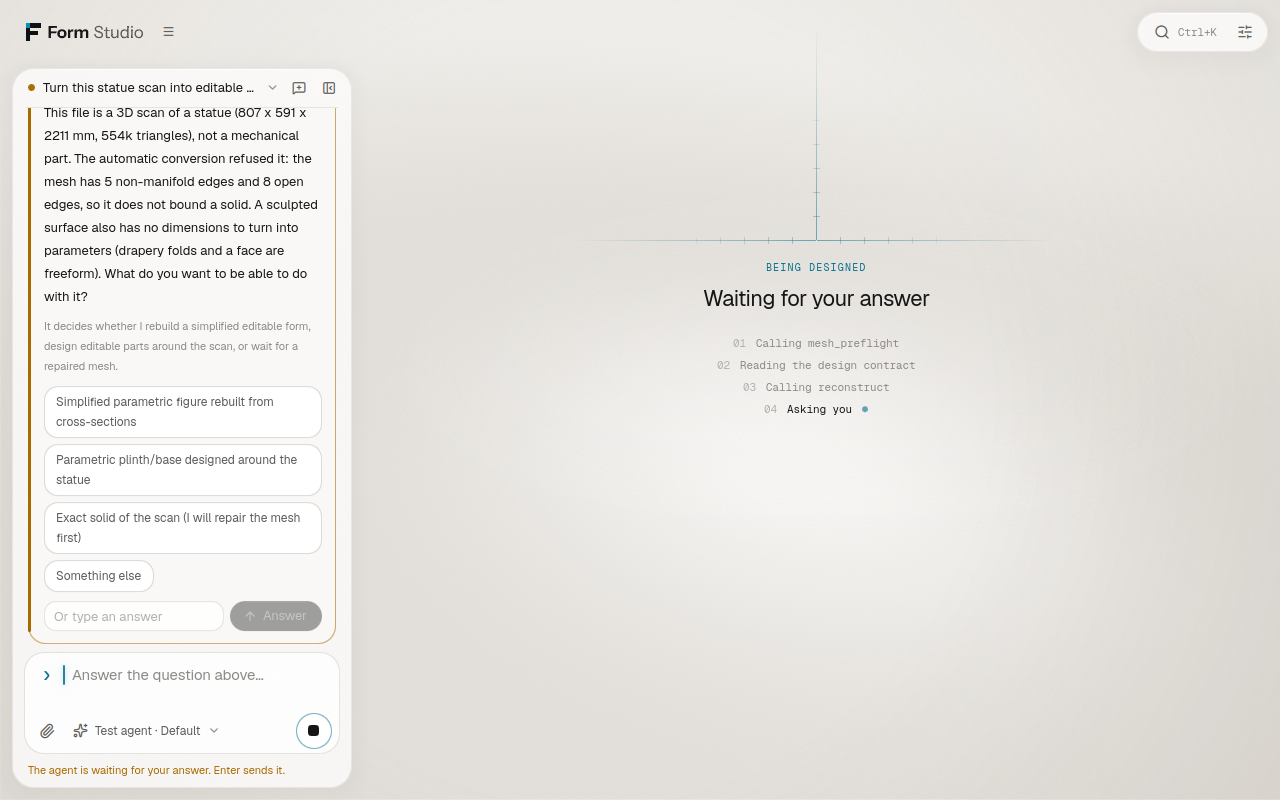 Form Studio
Ctrl+K
Turn this statue scan into editable …
This file is a 3D scan of a statue (807 x 591 x
2211 mm, 554k triangles), not a mechanical
part. The automatic conversion refused it: the
mesh has 5 non-manifold edges and 8 open
edges, so it does not bound a solid. A sculpted
surface also has no dimensions to turn into
parameters (drapery folds and a face are
freeform). What do you want to be able to do
with it?
It decides whether I rebuild a simplified editable form,
design editable parts around the scan, or wait for a
repaired mesh.
Simplified parametric figure rebuilt from
cross-sections
Parametric plinth/base designed around the
statue
Exact solid of the scan (I will repair the mesh
first)
Something else
Or type an answer
Answer
Answer the question above…
Test agent · Default
The agent is waiting for your answer. Enter sends it.
BEING DESIGNED
Waiting for your answer
01 Calling mesh_preflight
02 Reading the design contract
03 Calling reconstruct
04 Asking you